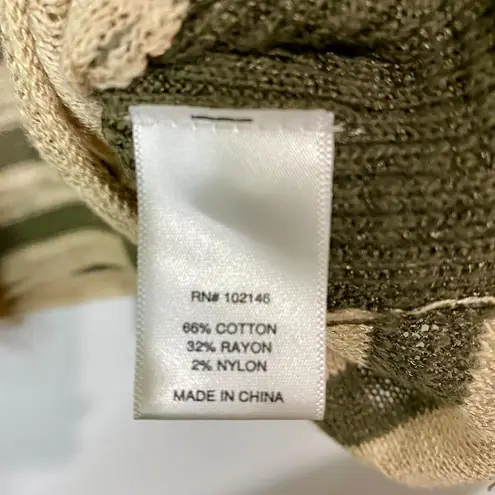 RN# 102146
66% COTTON
32% RAYON
2% NYLON
MADE IN CHINA